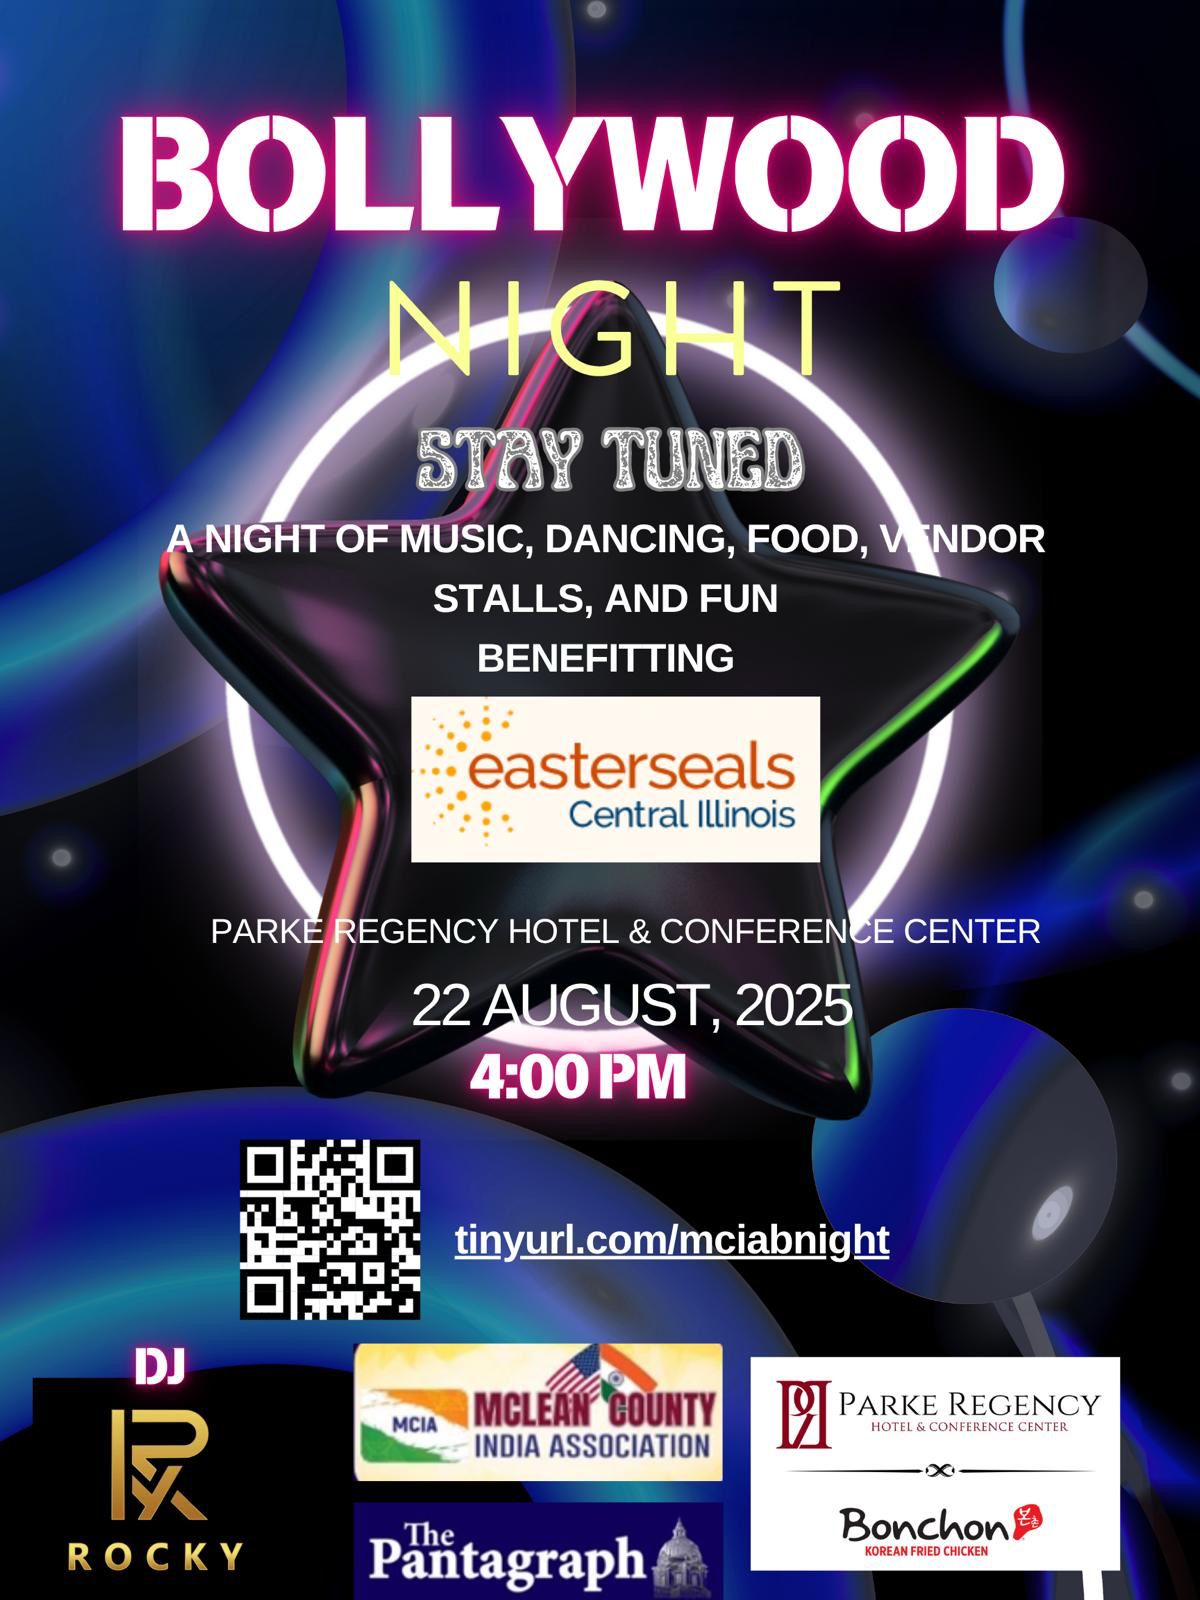 BOLLYWOOD
NIGHT
STAY TUNED
A NIGHT OF MUSIC, DANCING, FOOD, VENDOR
STALLS, AND FUN
BENEFITTING
easterseals
Central Illinois
PARKE REGENCY HOTEL & CONFERENCE CENTER
22 AUGUST, 2025
4:00 PM
tinyurl.com/mciabnight
DJ
ROCKY
MCIA
MCLEAN COUNTY
INDIA ASSOCIATION
The
Pantagraph
PARKE REGENCY
HOTEL & CONFERENCE CENTER
Bonchon
본촌
KOREAN FRIED CHICKEN